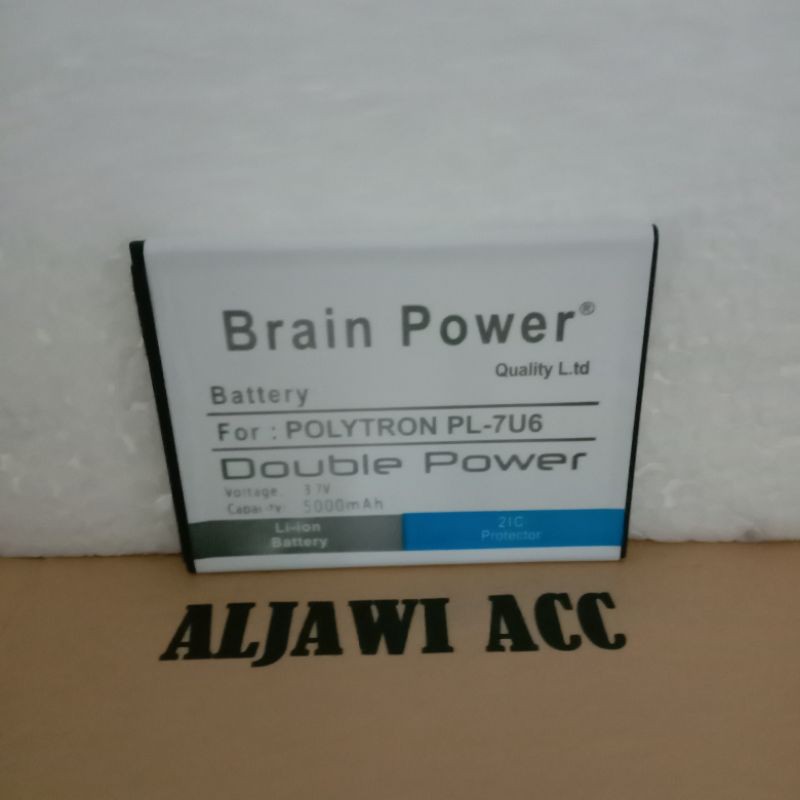 Brain Power®
Quality L.td
Battery
For : POLYTRON PL-7U6
Double Power
Voltage: 3.7V
Capacity: 5000mAh
Li-ion
Battery
2IC
Protector
ALJAWI ACC